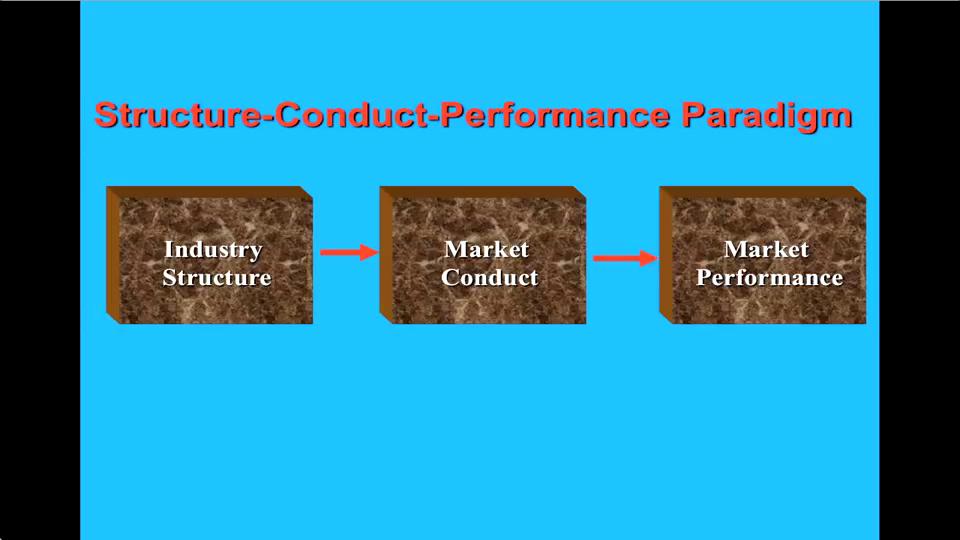 Structure-Conduct-Performance Paradigm
Industry
Structure
Market
Conduct
Market
Performance